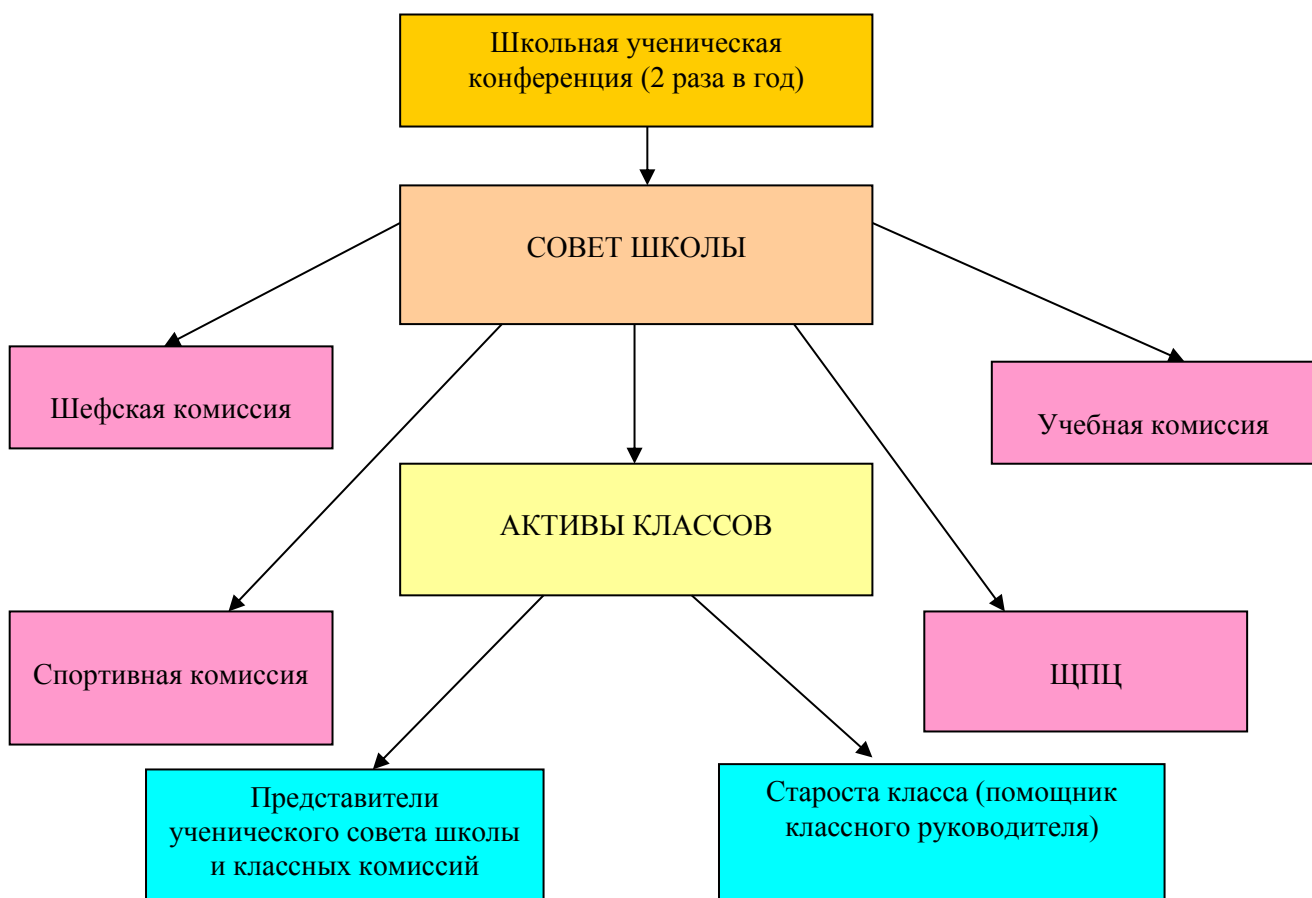 Школьная ученическая
конференция (2 раза в год)
СОВЕТ ШКОЛЫ
Шефская комиссия
Учебная комиссия
АКТИВЫ КЛАССОВ
Спортивная комиссия
ЩПЦ
Представители
ученического совета школы
и классных комиссий
Староста класса (помощник
классного руководителя)